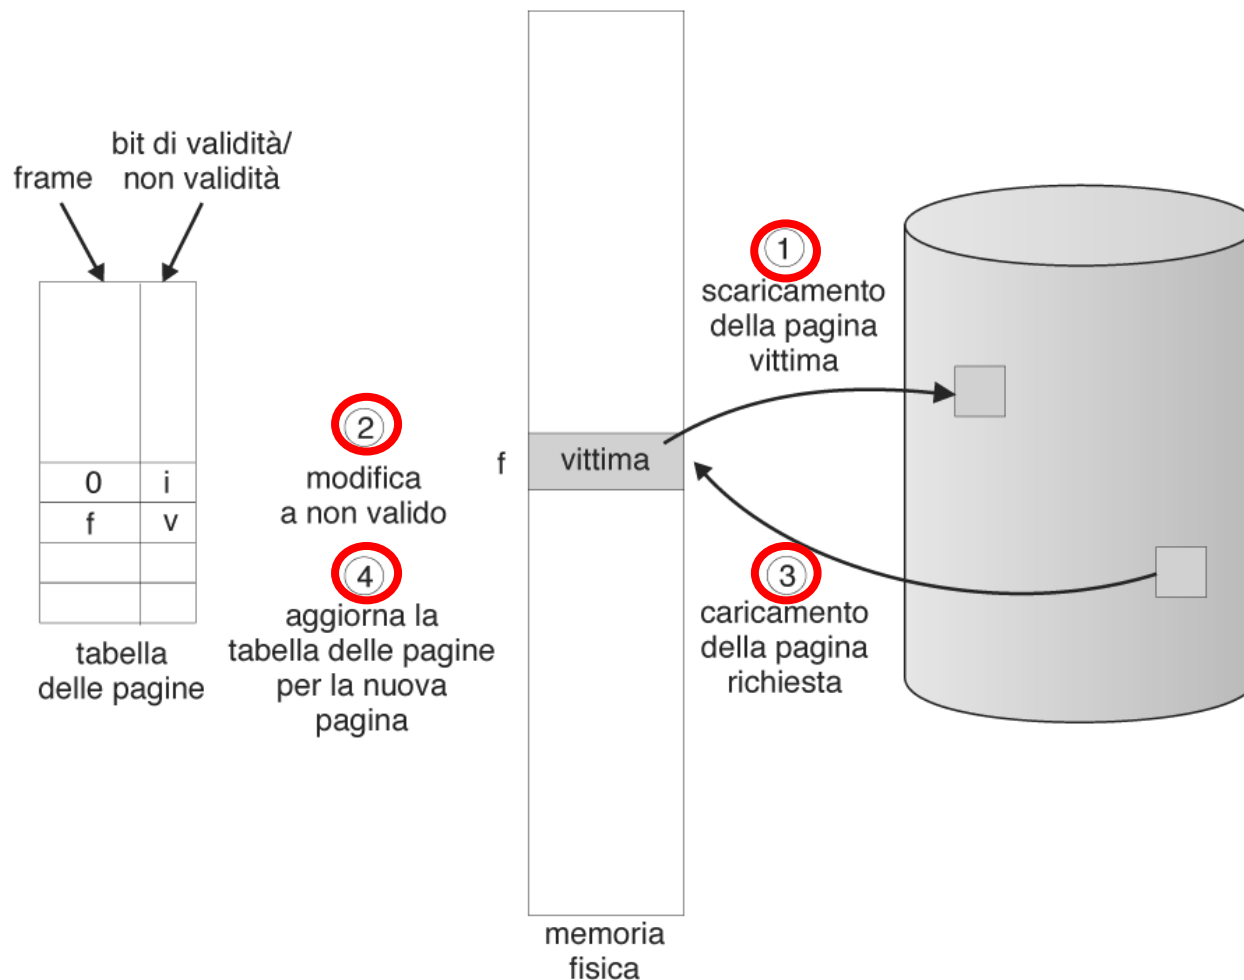 bit di validità/
frame non validità
0 i
f v
tabella
delle pagine
2
modifica
a non valido
4
aggiorna la
tabella delle pagine
per la nuova
pagina
f
vittima
memoria
fisica
1
scaricamento
della pagina
vittima
3
caricamento
della pagina
richiesta